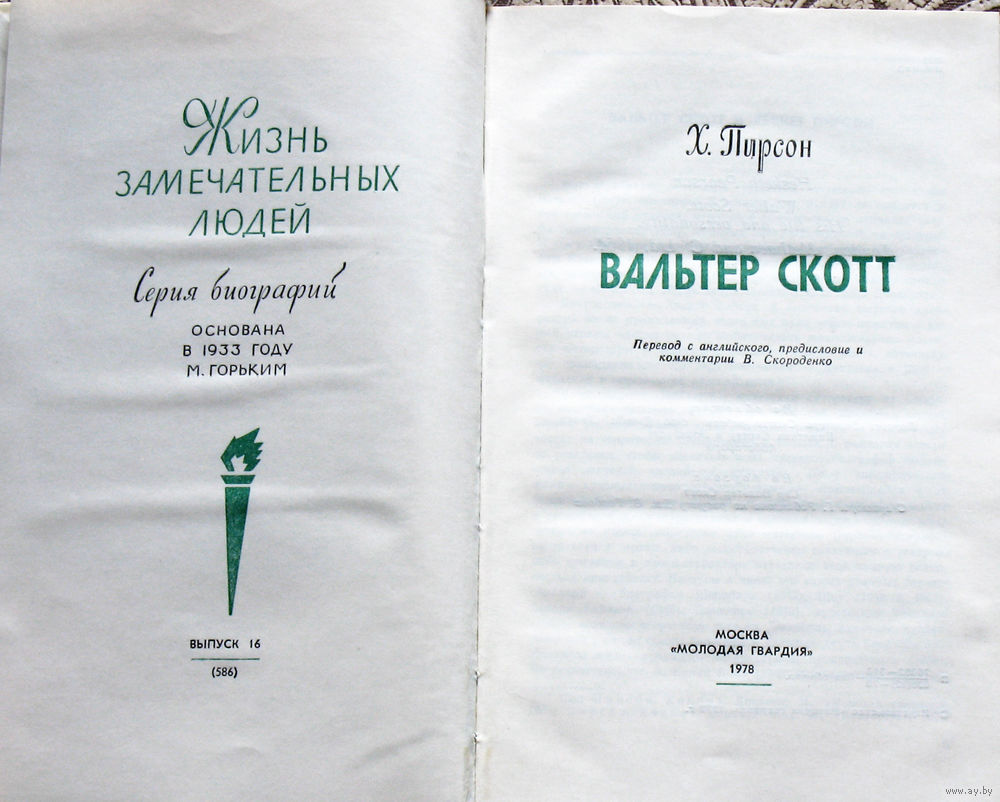 Жизнь
ЗАМЕЧАТЕЛЬНЫХ
ЛЮДЕЙ
Серия биографий
ОСНОВАНА
В 1933 ГОДУ
М. ГОРЬКИМ
ВЫПУСК 16
(586)
Х. Пирсон
ВАЛЬТЕР СКОТТ
Перевод с английского, предисловие и
комментарии В. Скороденко
МОСКВА
«МОЛОДАЯ ГВАРДИЯ»
1978
www.ay.by